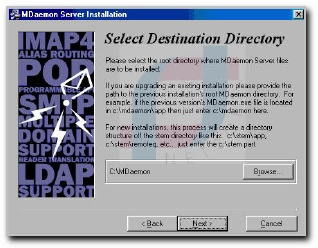 MDaemon Server Installation
IMAP4
ALIAS ROUTING
POP
PROGRAMMABLE
SMTP
MULTIPLE
DOMAIN
SUPPORT
HEADER TRANSLATION
LDAP
SUPPORT
Select Destination Directory
Please select the root directory where MDaemon Server files
are to be installed.
If you are upgrading an existing installation please provide the
path to the previous installation's root MDaemon directory. For
example, if the previous version's MDaemon.exe file is located
in c:\mdaemon\app then just enter c:\mdaemon here.
For new installations, this process will create a directory
structure off the stem directory like this: c:\stem\app,
c:\stem\remoteq, etc... just enter the c:\stem part.
C:\MDaemon
Browse...
< Back
Next >
Cancel